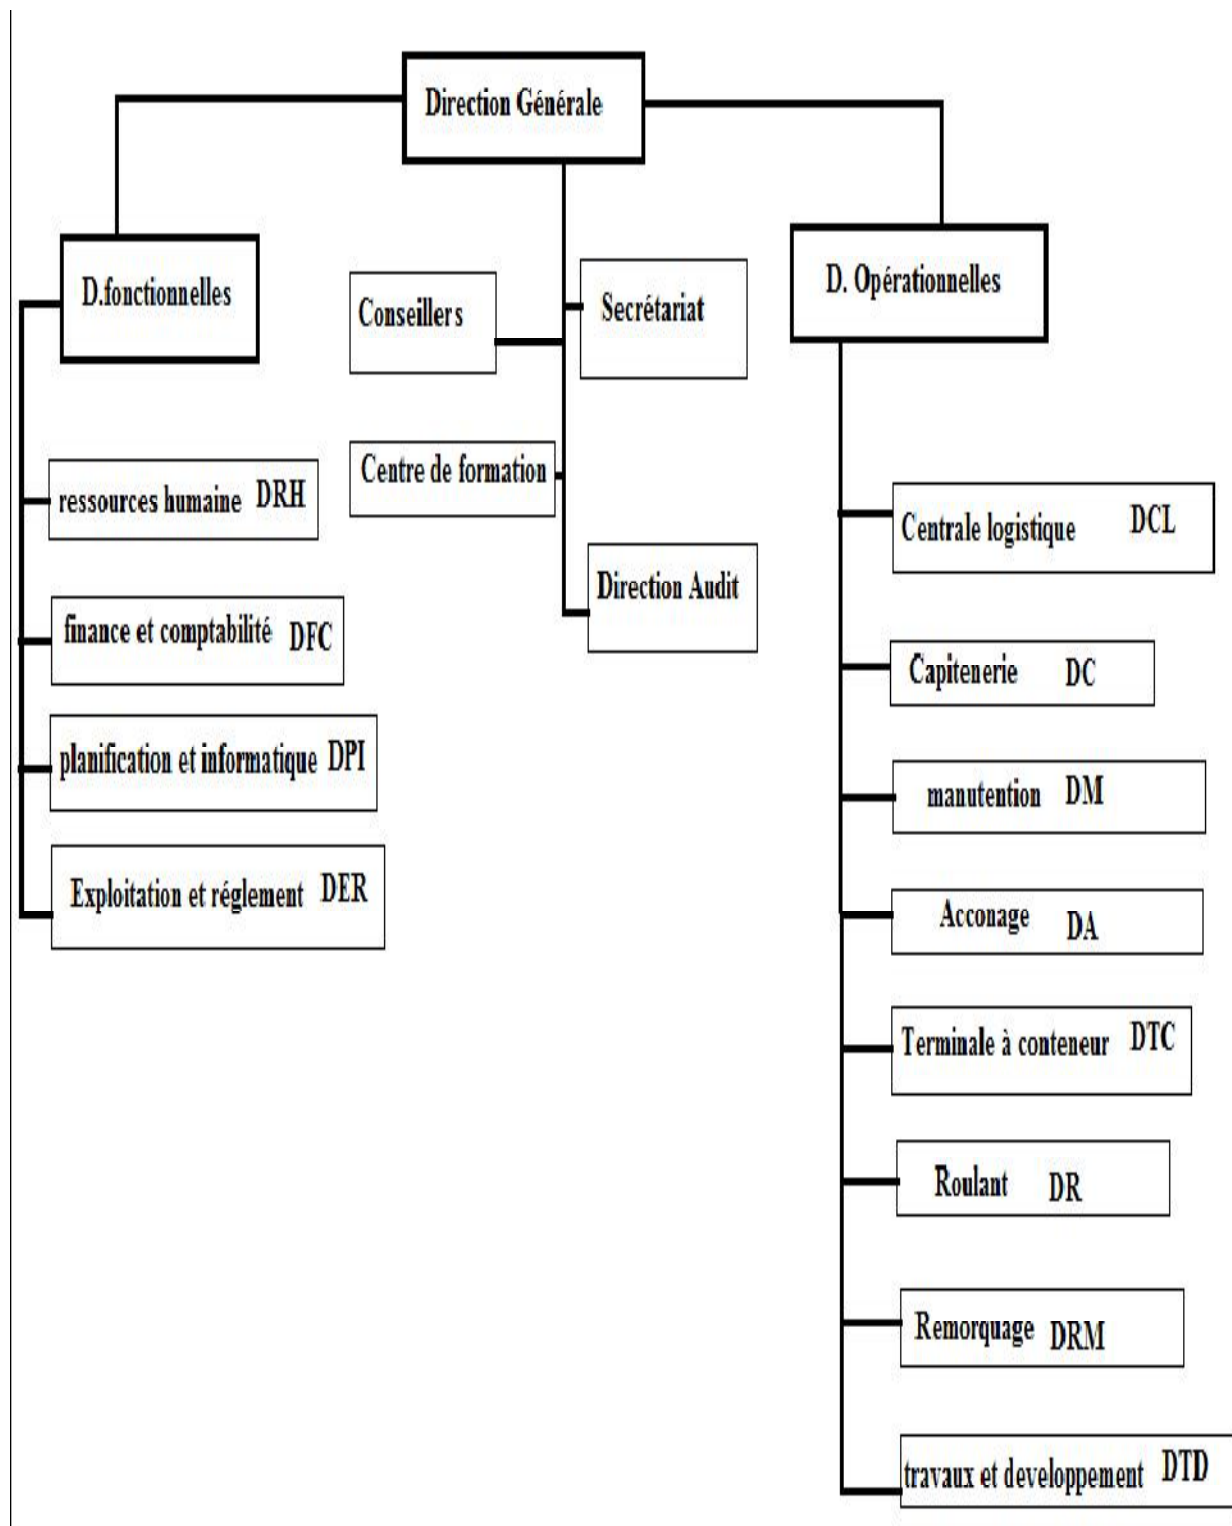 Direction Générale
D.fonctionnelles
Conseillers
Secrétariat
D. Opérationnelles
Centre de formation
Direction Audit
ressources humaine DRH
finance et comptabilité DFC
planification et informatique DPI
Exploitation et réglement DER
Centrale logistique DCL
Capitenerie DC
manutention DM
Acconage DA
Terminale à conteneur DTC
Roulant DR
Remorquage DRM
travaux et developpement DTD